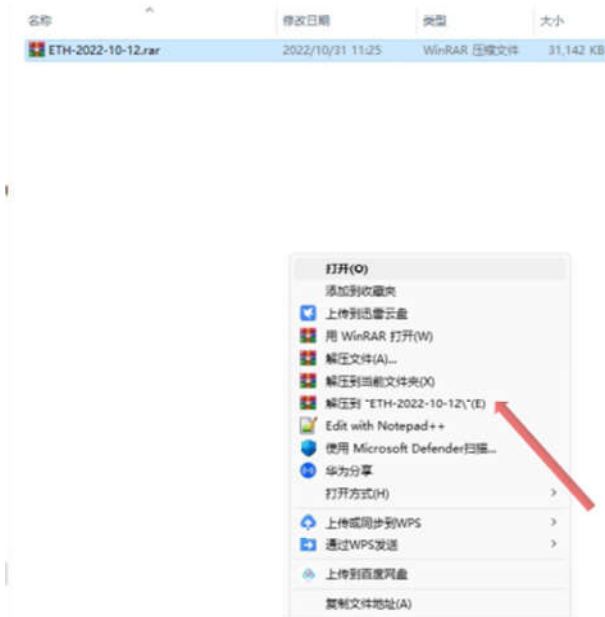 名称 修改日期 类型 大小
ETH-2022-10-12.rar 2022/10/31 11:25 WinRAR 压缩文件 31,142 KB
打开(O)
添加到收藏夹
上传到迅雷云盘
用 WinRAR 打开(W)
解压文件(A)...
解压到当前文件夹(X)
解压到 "ETH-2022-10-12\"(E)
Edit with Notepad++
使用 Microsoft Defender扫描...
华为分享
打开方式(H)
上传或同步到WPS
通过WPS发送
上传到百度网盘
复制文件地址(A)